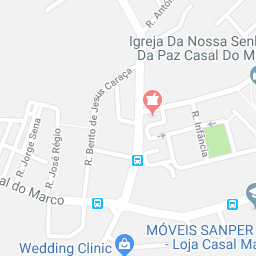 R. Antón
Igreja Da Nossa Senh
Da Paz Casal Do M
R. Bento de Jesus Caraça
R. Infância
R. Jorge Sena
R. José Régio
al do Marco
MÓVEIS SANPER
- Loja Casal Ma
Wedding Clinic